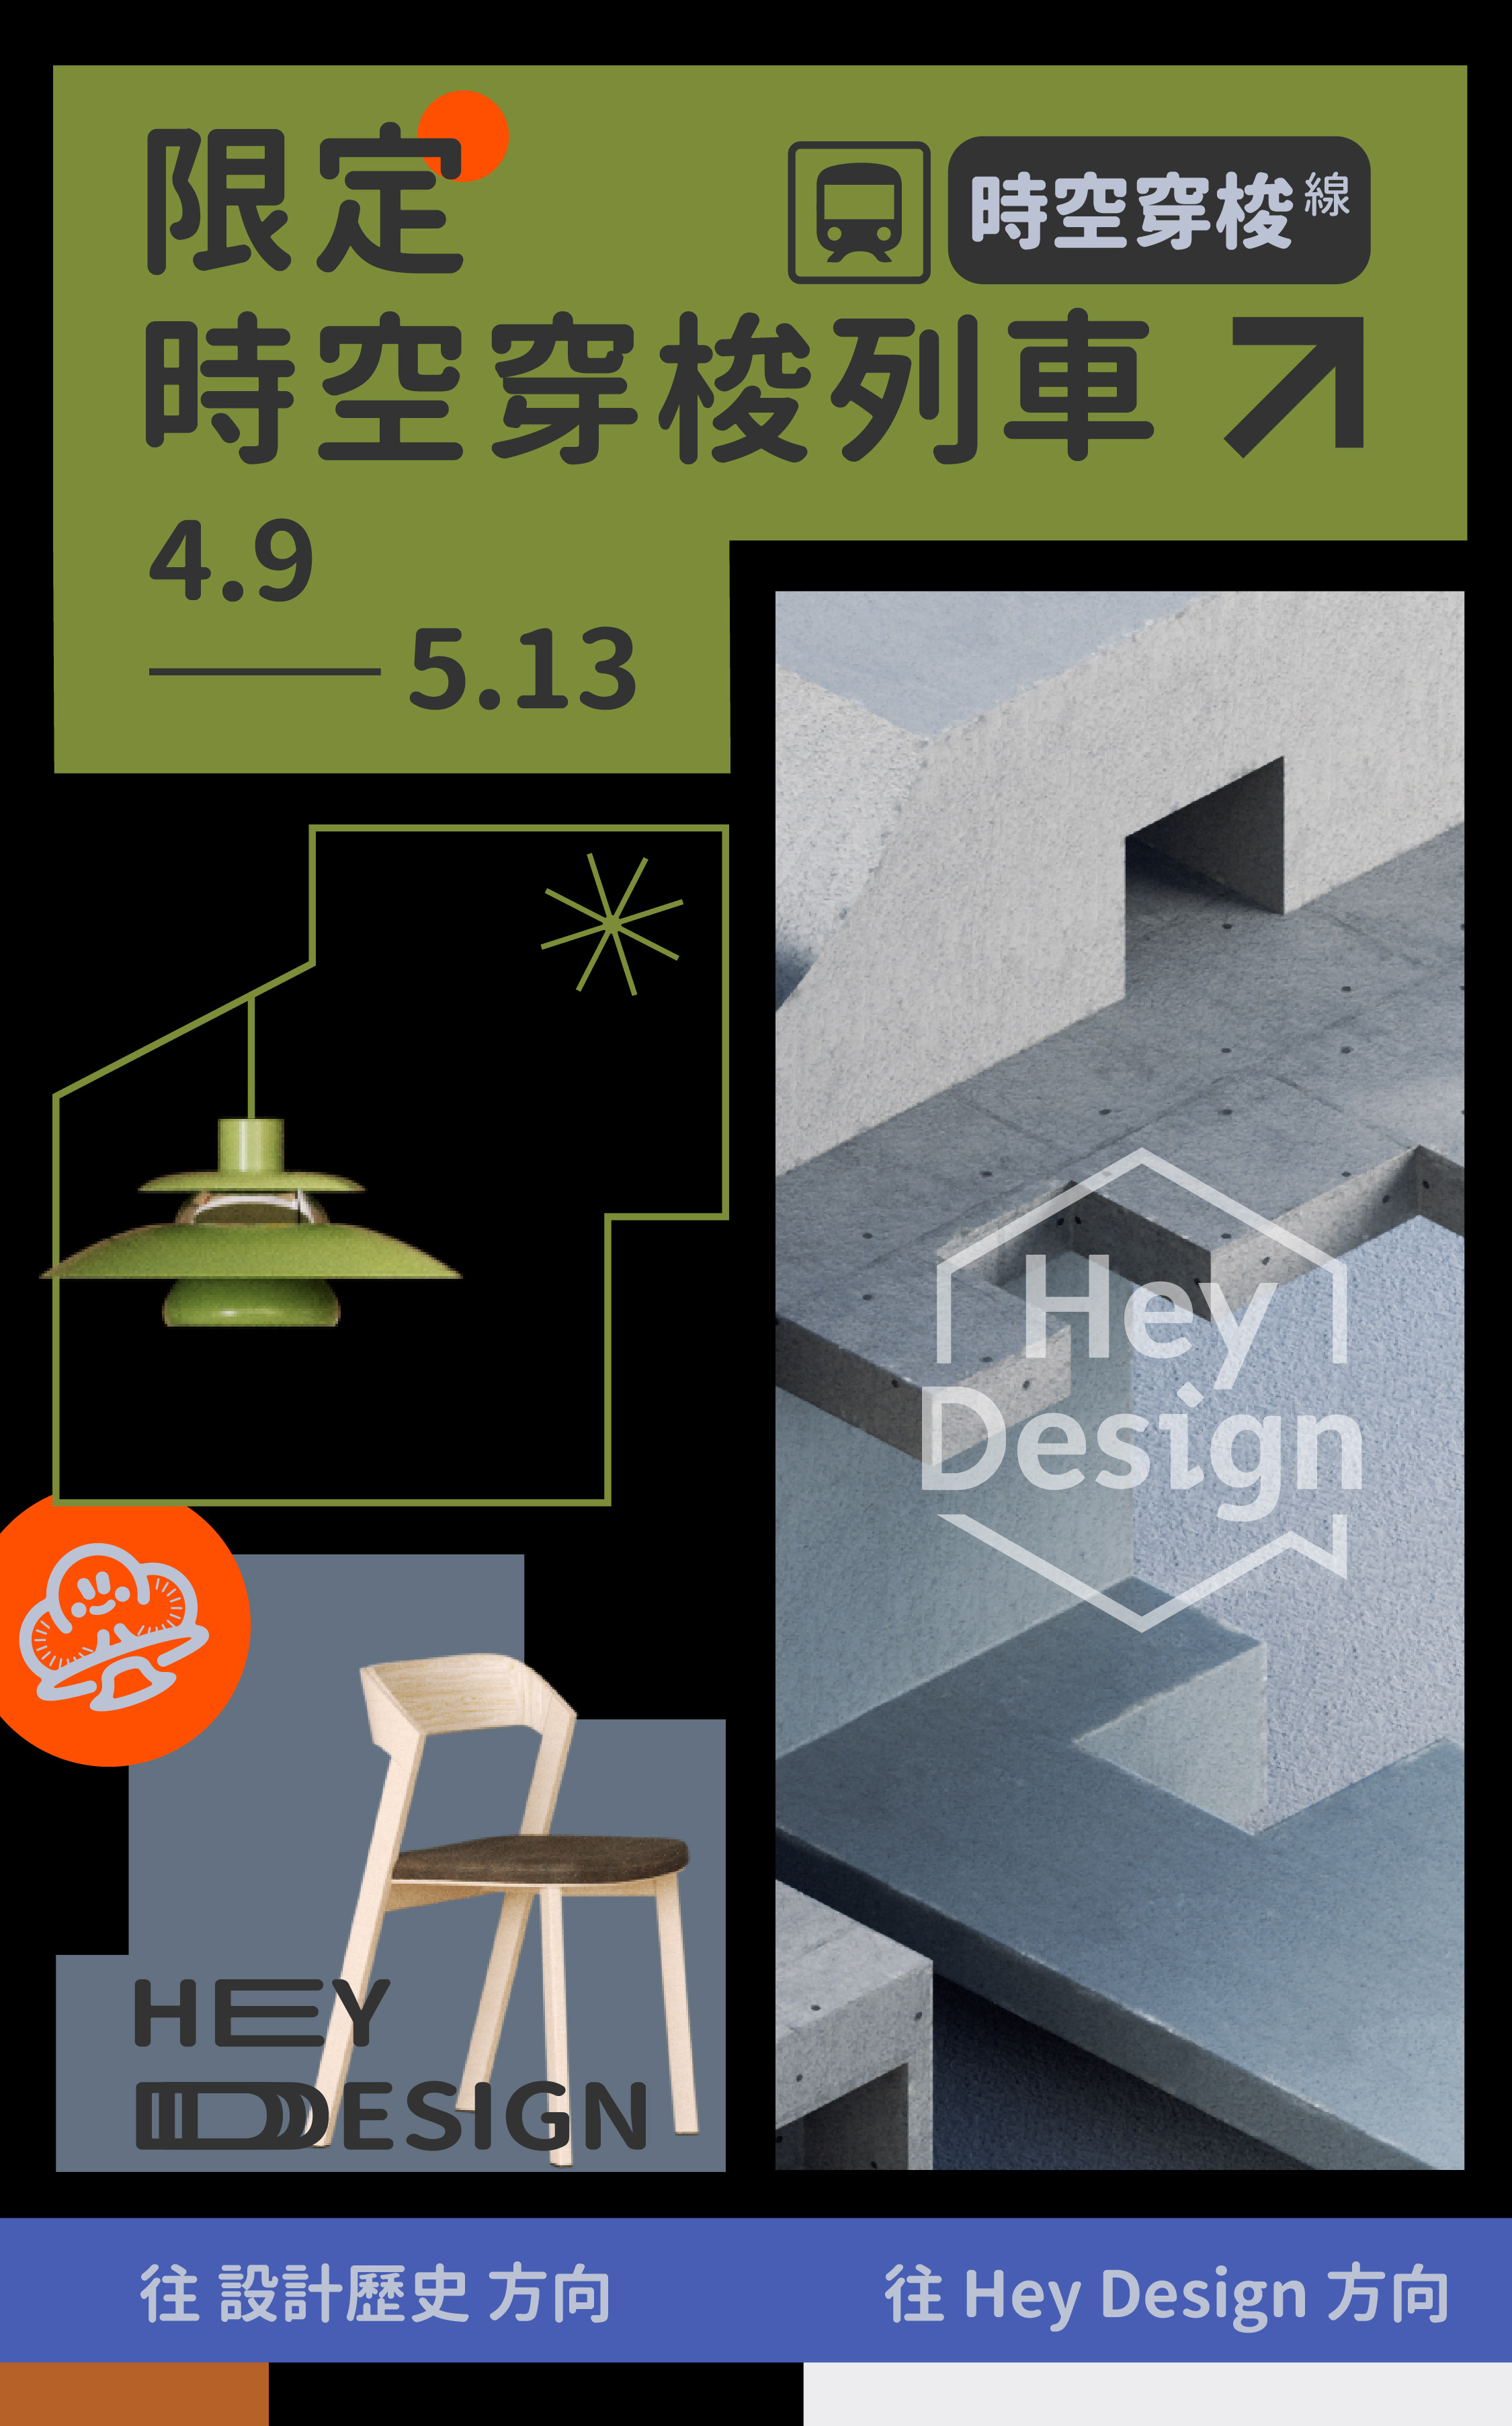 限定
時空穿梭線
時空穿梭列車
4.9
5.13
Hey
Design
HEY
DESIGN
往 設計歷史 方向
往 Hey Design 方向